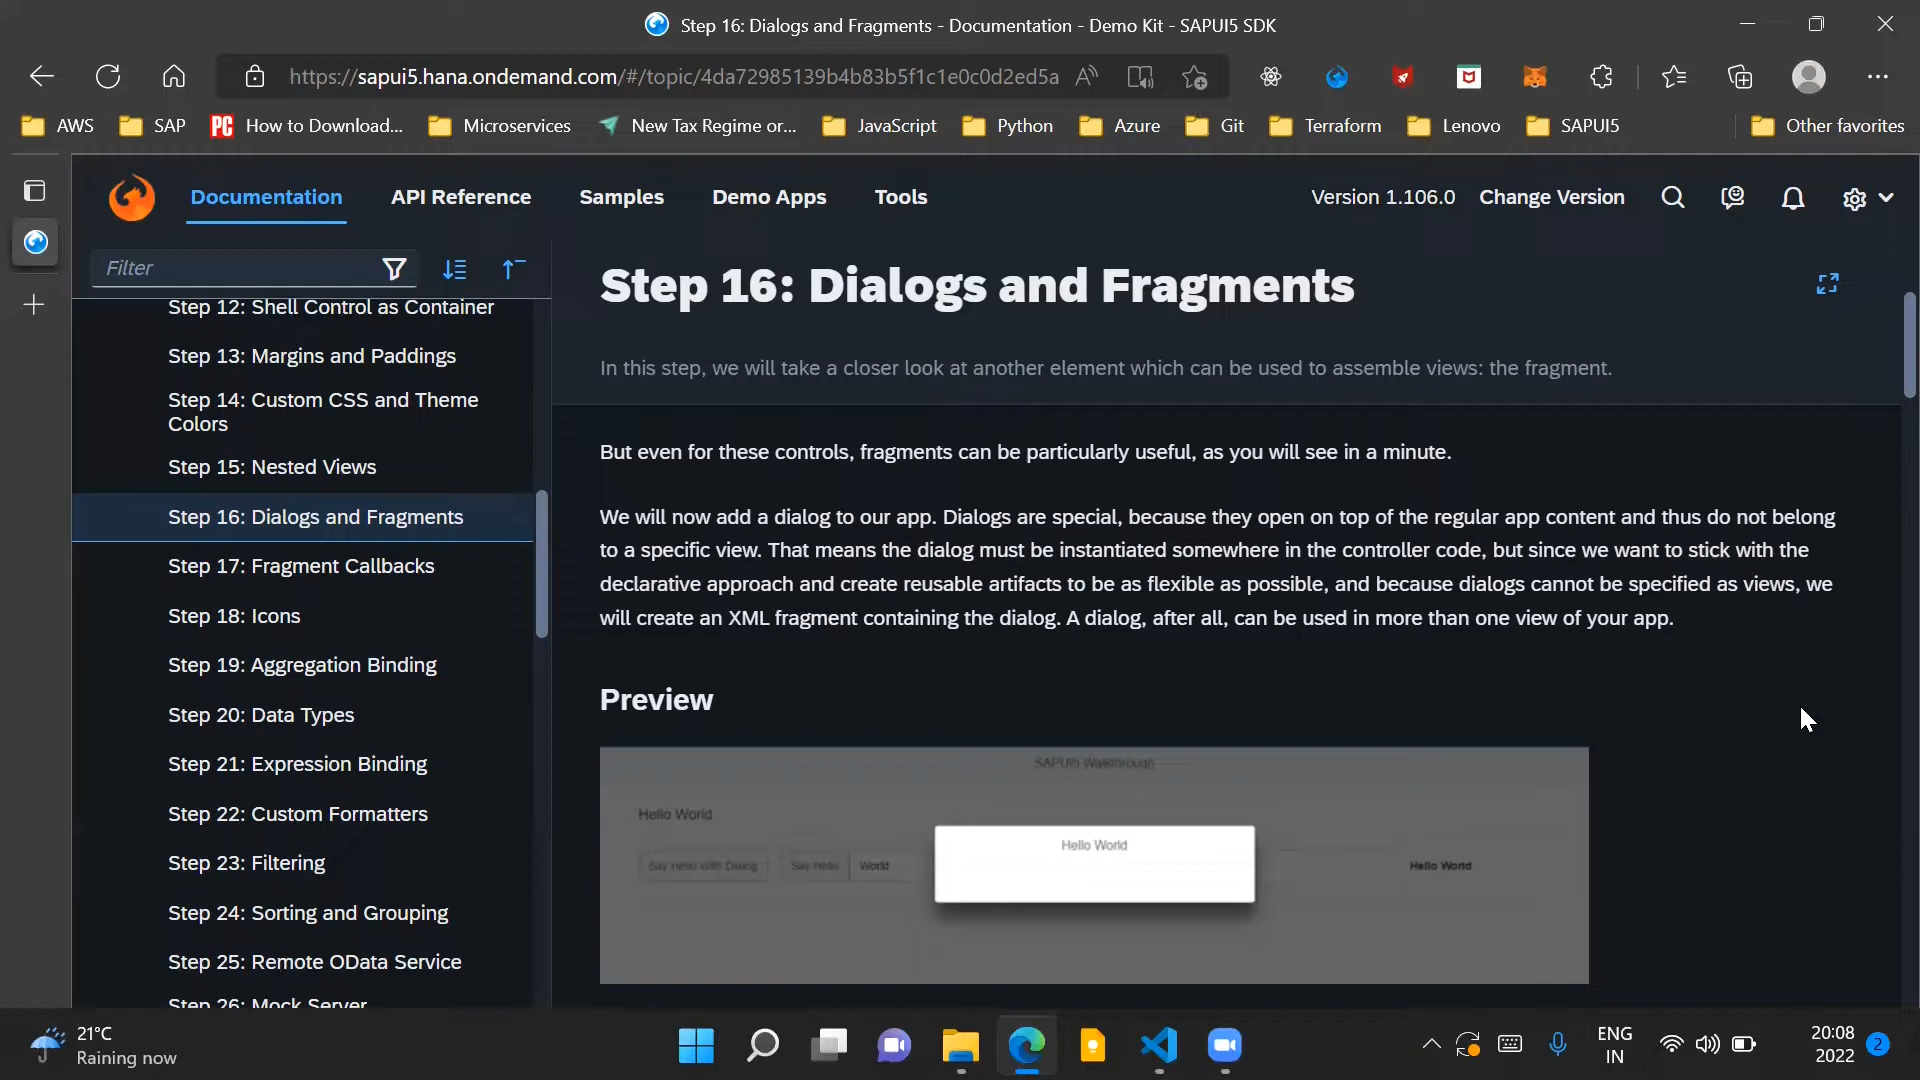 Step 16: Dialogs and Fragments - Documentation - Demo Kit - SAPUI5 SDK
https://sapui5.hana.ondemand.com/#/topic/4da72985139b4b83b5f1c1e0c0d2ed5a
AWS
SAP
PC
How to Download...
Microservices
New Tax Regime or...
JavaScript
Python
Azure
Git
Terraform
Lenovo
SAPUI5
Other favorites
Documentation
API Reference
Samples
Demo Apps
Tools
Version 1.106.0
Change Version
Filter
Step 12: Shell Control as Container
Step 13: Margins and Paddings
Step 14: Custom CSS and Theme
Colors
Step 15: Nested Views
Step 16: Dialogs and Fragments
Step 17: Fragment Callbacks
Step 18: Icons
Step 19: Aggregation Binding
Step 20: Data Types
Step 21: Expression Binding
Step 22: Custom Formatters
Step 23: Filtering
Step 24: Sorting and Grouping
Step 25: Remote OData Service
Step 26: Mock Server
Step 16: Dialogs and Fragments
In this step, we will take a closer look at another element which can be used to assemble views: the fragment.
But even for these controls, fragments can be particularly useful, as you will see in a minute.
We will now add a dialog to our app. Dialogs are special, because they open on top of the regular app content and thus do not belong
to a specific view. That means the dialog must be instantiated somewhere in the controller code, but since we want to stick with the
declarative approach and create reusable artifacts to be as flexible as possible, and because dialogs cannot be specified as views, we
will create an XML fragment containing the dialog. A dialog, after all, can be used in more than one view of your app.
Preview
SAPUI5 Walkthrough
Hello World
Hello World
Say Hello With Dialog
Say Hello
World
Hello World
21°C
Raining now
ENG
IN
20:08
2022
2